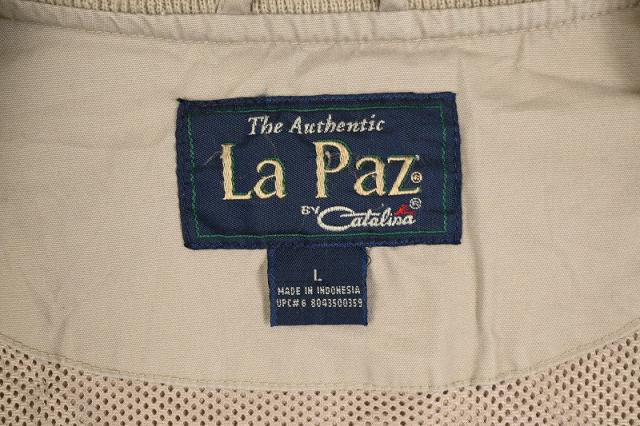 The Authentic
La Paz®
BY Catalina®
L
MADE IN INDONESIA
UPC# 6 8043500359